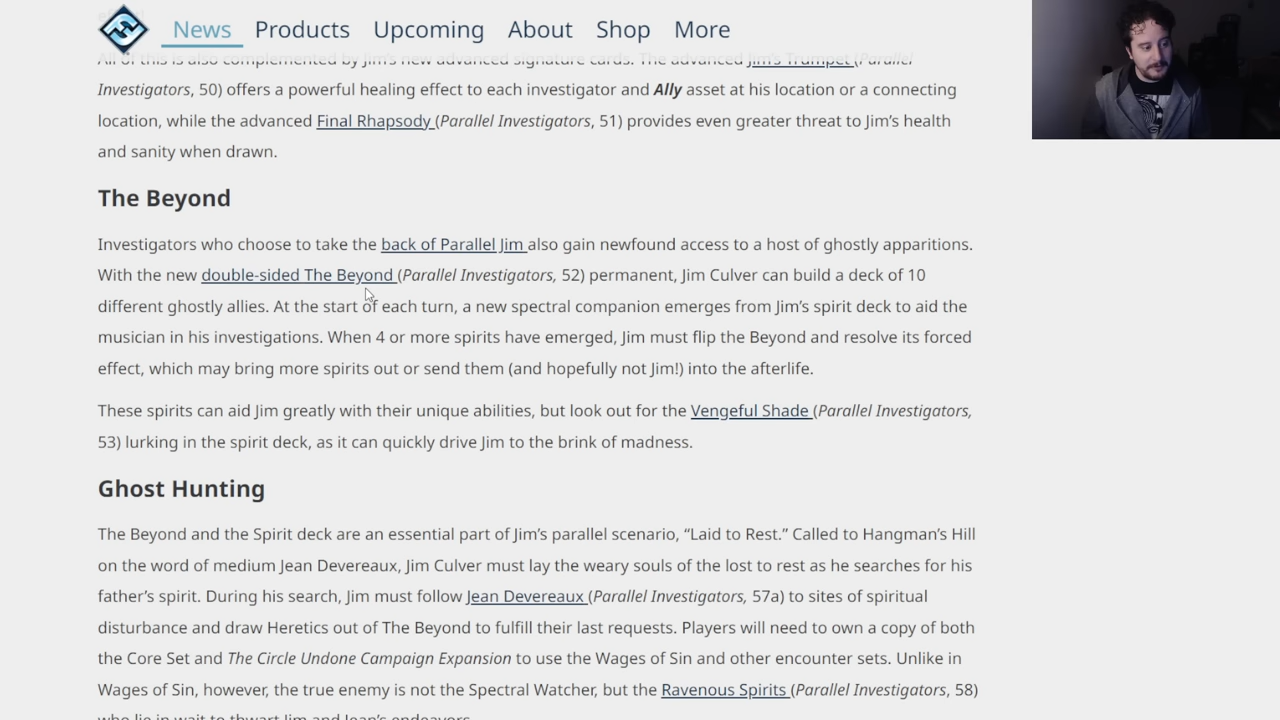 News Products Upcoming About Shop More
All of this is also complemented by Jim's new advanced signature cards. The advanced Jim's Trumpet (Parallel
Investigators, 50) offers a powerful healing effect to each investigator and Ally asset at his location or a connecting
location, while the advanced Final Rhapsody (Parallel Investigators, 51) provides even greater threat to Jim's health
and sanity when drawn.
The Beyond
Investigators who choose to take the back of Parallel Jim also gain newfound access to a host of ghostly apparitions.
With the new double-sided The Beyond (Parallel Investigators, 52) permanent, Jim Culver can build a deck of 10
different ghostly allies. At the start of each turn, a new spectral companion emerges from Jim's spirit deck to aid the
musician in his investigations. When 4 or more spirits have emerged, Jim must flip the Beyond and resolve its forced
effect, which may bring more spirits out or send them (and hopefully not Jim!) into the afterlife.
These spirits can aid Jim greatly with their unique abilities, but look out for the Vengeful Shade (Parallel Investigators,
53) lurking in the spirit deck, as it can quickly drive Jim to the brink of madness.
Ghost Hunting
The Beyond and the Spirit deck are an essential part of Jim's parallel scenario, “Laid to Rest.” Called to Hangman's Hill
on the word of medium Jean Devereaux, Jim Culver must lay the weary souls of the lost to rest as he searches for his
father's spirit. During his search, Jim must follow Jean Devereaux (Parallel Investigators, 57a) to sites of spiritual
disturbance and draw Heretics out of The Beyond to fulfill their last requests. Players will need to own a copy of both
the Core Set and The Circle Undone Campaign Expansion to use the Wages of Sin and other encounter sets. Unlike in
Wages of Sin, however, the true enemy is not the Spectral Watcher, but the Ravenous Spirits (Parallel Investigators, 58)
who lie in wait to thwart Jim and Jean's endeavors.